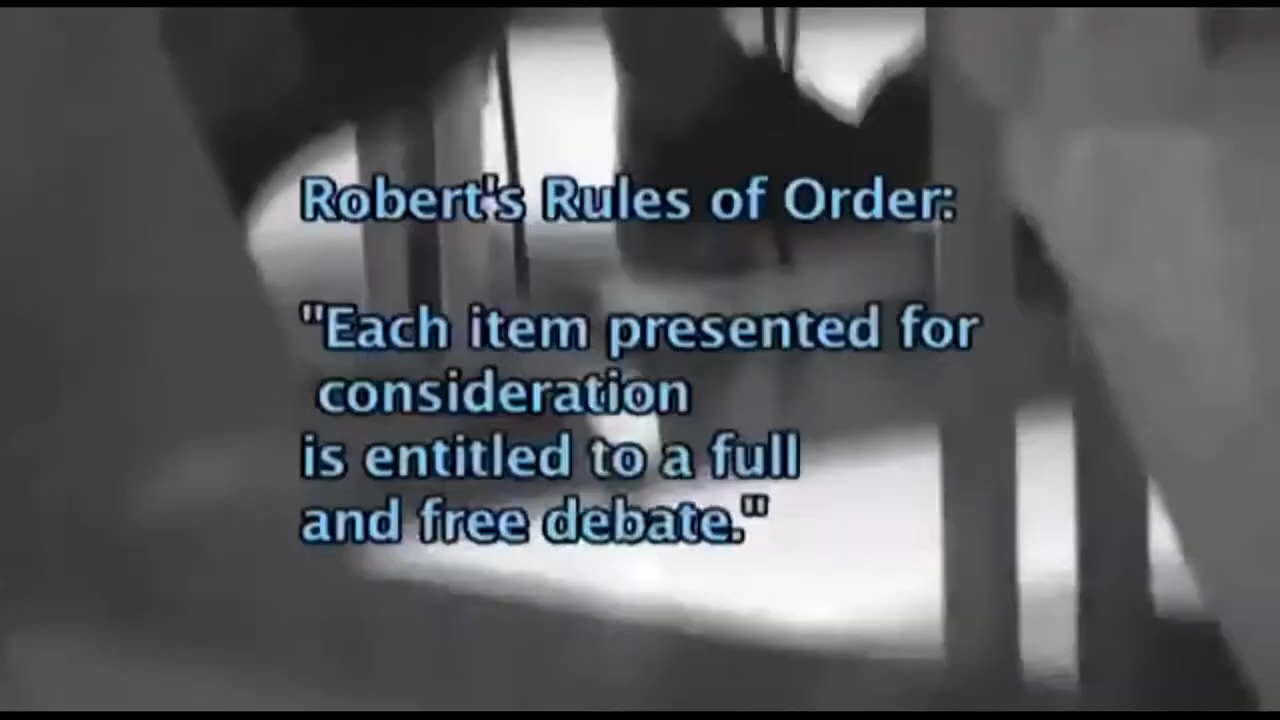 Robert's Rules of Order:
"Each item presented for
consideration
is entitled to a full
and free debate."